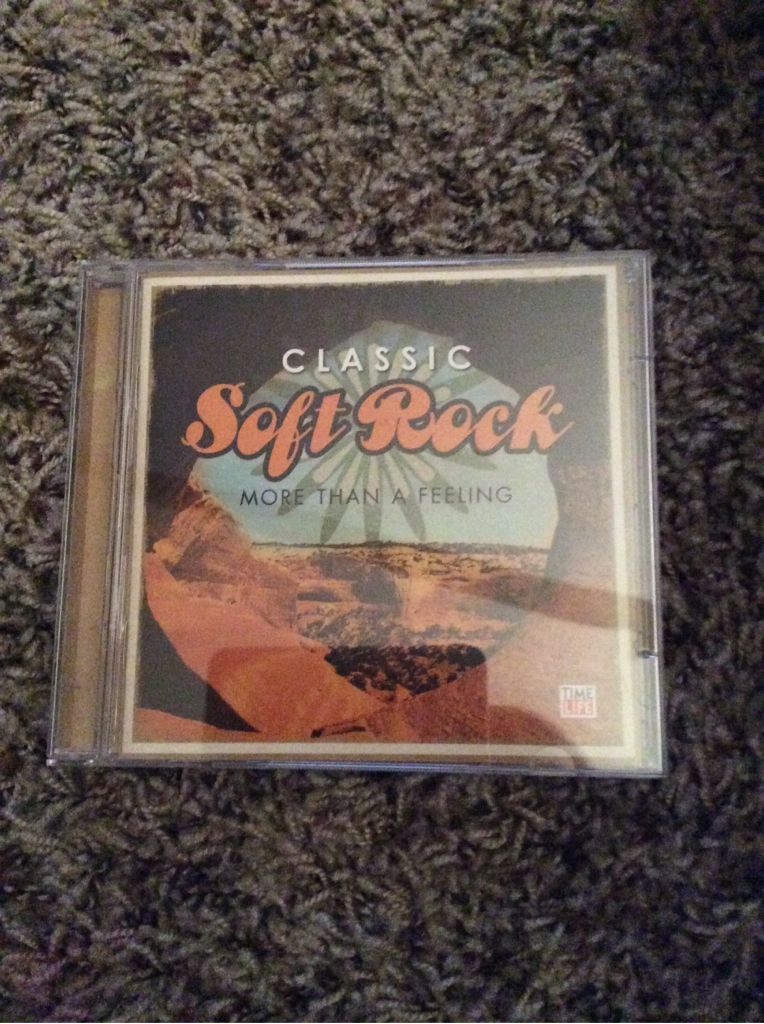 CLASSIC
Soft Rock
MORE THAN A FEELING
TIME
LIFE